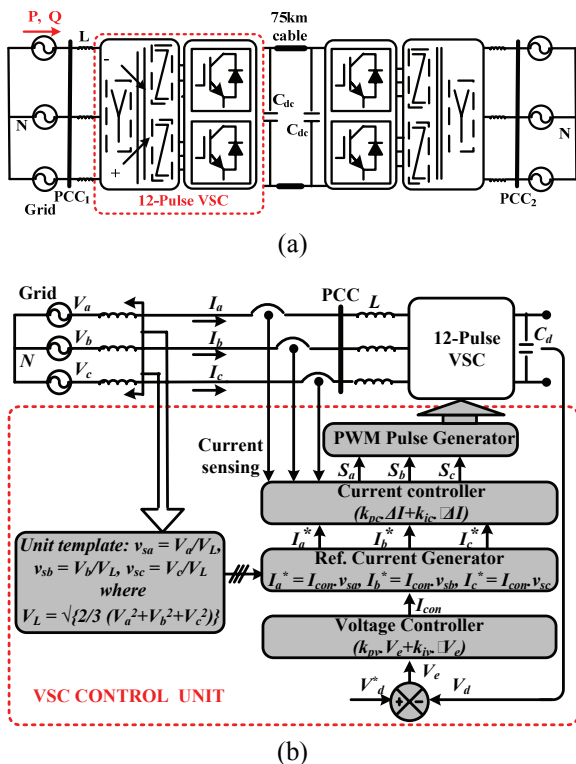 P, Q
L
75km
cable
N
-
+
C_dc
C_dc
N
Grid
PCC_1
12-Pulse VSC
PCC_2
(a)
Grid
V_a
I_a
PCC
L
V_b
I_b
N
12-Pulse
VSC
C_d
V_c
I_c
Current
sensing
PWM Pulse Generator
S_a S_b S_c
Current controller
(k_pc.ΔI+k_ic.□ΔI)
I_a* I_b* I_c*
Unit template: v_sa = V_a/V_L,
v_sb = V_b/V_L, v_sc = V_c/V_L
where
V_L = √{2/3 (V_a²+V_b²+V_c²)}
Ref. Current Generator
I_a* = I_con.v_sa, I_b* = I_con.v_sb, I_c* = I_con.v_sc
I_con
Voltage Controller
(k_pv.V_e+k_iv.□V_e)
V_e
V*_d
+
-
V_d
VSC CONTROL UNIT
(b)